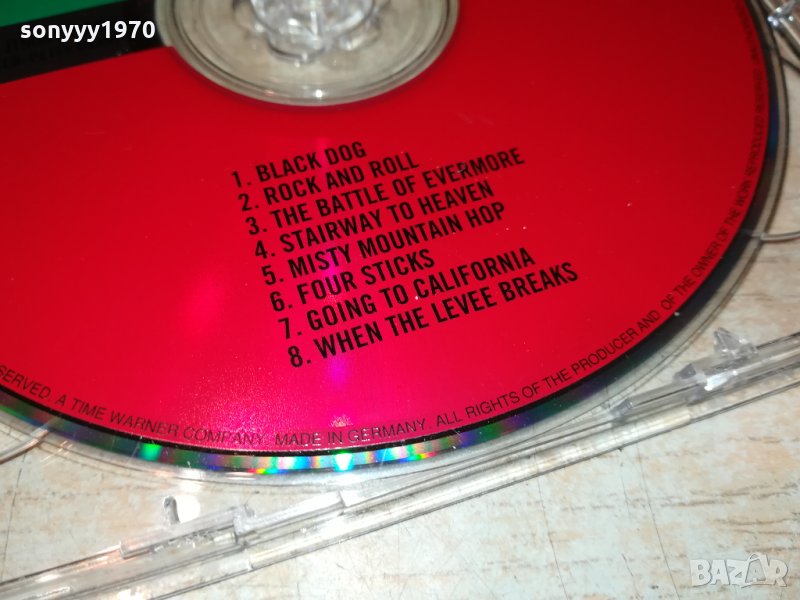 sonyyy1970
1. BLACK DOG
2. ROCK AND ROLL
3. THE BATTLE OF EVERMORE
4. STAIRWAY TO HEAVEN
5. MISTY MOUNTAIN HOP
6. FOUR STICKS
7. GOING TO CALIFORNIA
8. WHEN THE LEVEE BREAKS
SERVED. A TIME WARNER COMPANY. MADE IN GERMANY. ALL RIGHTS OF THE PRODUCER AND OF THE OWNER OF THE WORK REPRODUCED RESERVED
BAZAR